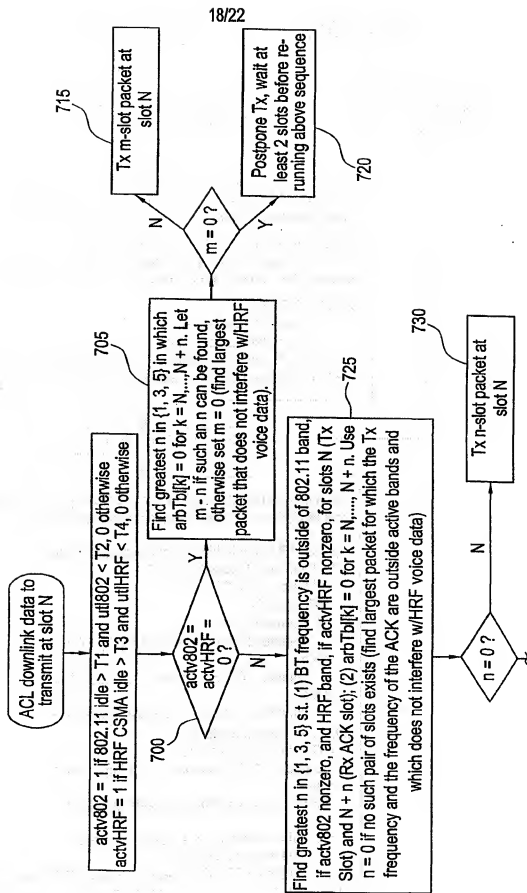 18/22
ACL downlink data to
transmit at slot N
actv802 = 1 if 802.11 idle > T1 and utl802 < T2, 0 otherwise
actvHRF = 1 if HRF CSMA idle > T3 and utlHRF < T4, 0 otherwise
700
actv802 =
actvHRF =
0 ?
Y
N
705
Find greatest n in {1, 3, 5} in which
arbTbl[k] = 0 for k = N,...,N + n. Let
m - n if such an n can be found,
otherwise set m = 0 (find largest
packet that does not interfere w/HRF
voice data).
m = 0 ?
N
Y
715
Tx m-slot packet at
slot N
Postpone Tx, wait at
least 2 slots before re-
running above sequence
720
725
Find greatest n in {1, 3, 5} s.t. (1) BT frequency is outside of 802.11 band,
if actv802 nonzero, and HRF band, if actvHRF nonzero, for slots N (Tx
Slot) and N + n (Rx ACK slot); (2) arbTbl[k] = 0 for k = N,...., N + n. Use
n = 0 if no such pair of slots exists (find largest packet for which the Tx
frequency and the frequency of the ACK are outside active bands and
which does not interfere w/HRF voice data)
n = 0 ?
N
730
Tx n-slot packet at
slot N